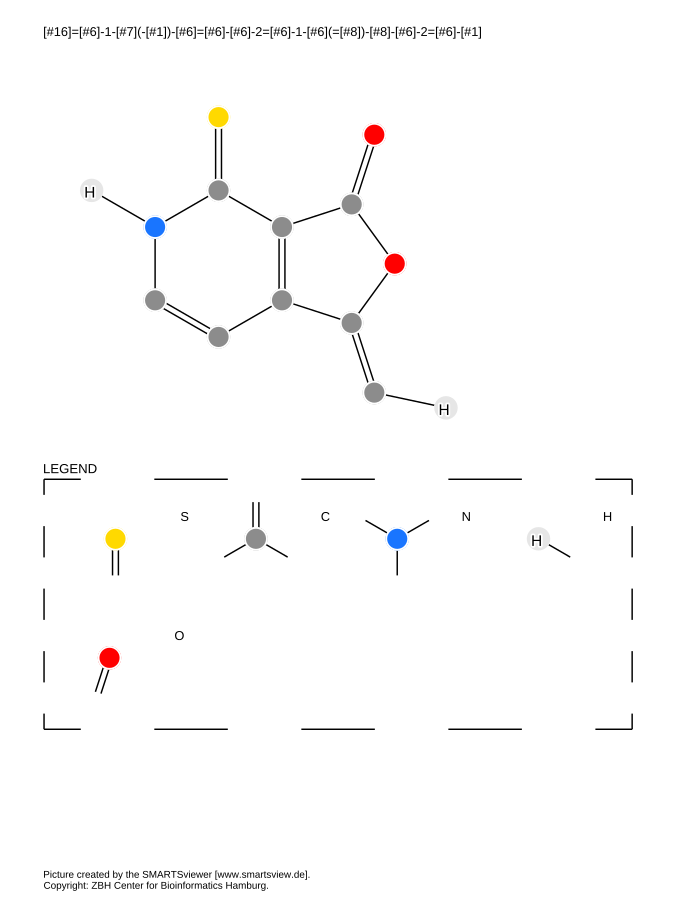 [#16]=[#6]-1-[#7](-[#1])-[#6]=[#6]-[#6]-2=[#6]-1-[#6](=[#8])-[#8]-[#6]-2=[#6]-[#1]
H
H
LEGEND
S C N H H
O
Picture created by the SMARTSviewer [www.smartsview.de].
Copyright: ZBH Center for Bioinformatics Hamburg.